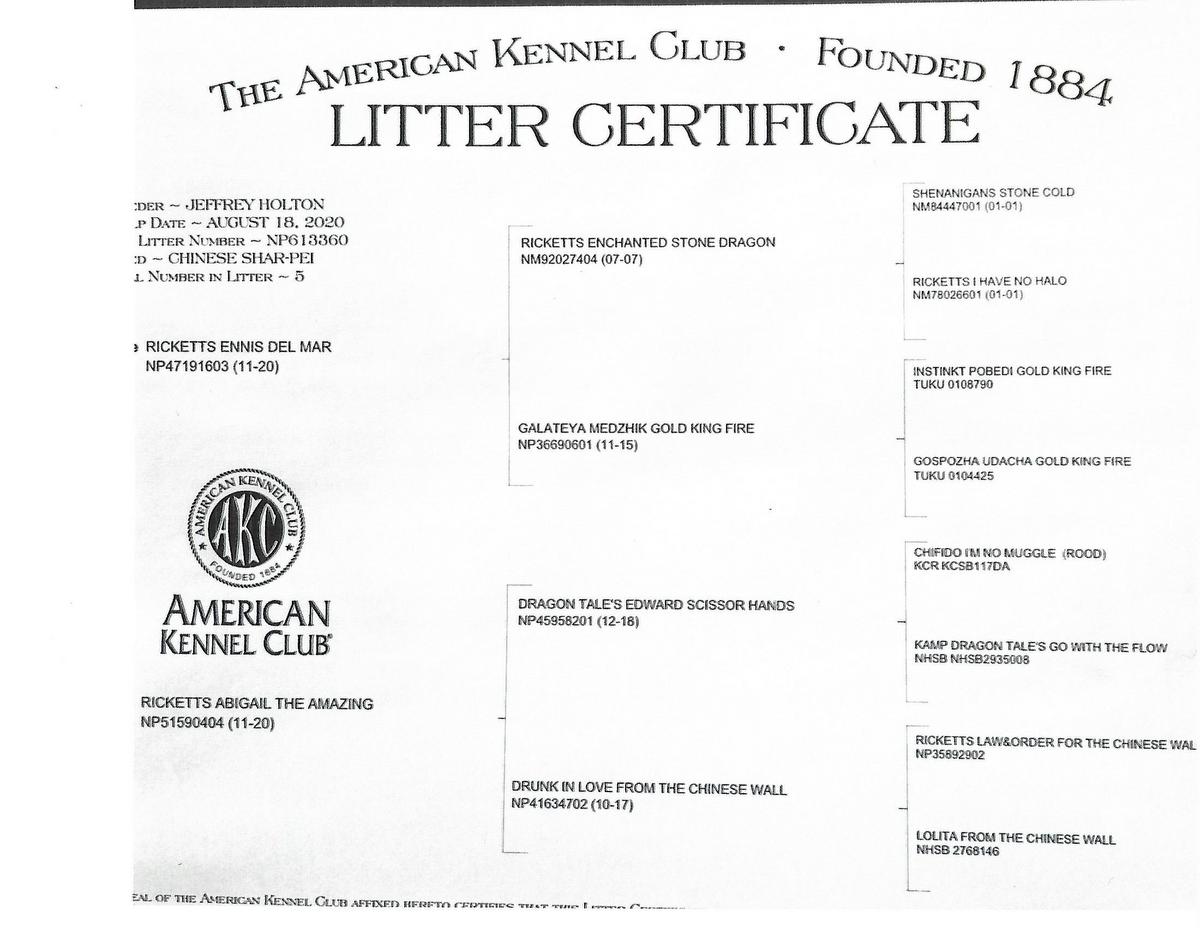 THE AMERICAN KENNEL CLUB · FOUNDED 1884
LITTER CERTIFICATE
DER ~ JEFFREY HOLTON
P DATE ~ AUGUST 18, 2020
LITTER NUMBER ~ NP613360
D ~ CHINESE SHAR-PEI
L NUMBER IN LITTER ~ 5
e RICKETTS ENNIS DEL MAR
NP47191603 (11-20)
AMERICAN KENNEL CLUB
AKC
FOUNDED 1884
AMERICAN
KENNEL CLUB®
RICKETTS ABIGAIL THE AMAZING
NP51590404 (11-20)
RICKETTS ENCHANTED STONE DRAGON
NM92027404 (07-07)
GALATEYA MEDZHIK GOLD KING FIRE
NP36690601 (11-15)
DRAGON TALE'S EDWARD SCISSOR HANDS
NP45958201 (12-18)
DRUNK IN LOVE FROM THE CHINESE WALL
NP41634702 (10-17)
SHENANIGANS STONE COLD
NM84447001 (01-01)
RICKETTS I HAVE NO HALO
NM78026601 (01-01)
INSTINKT POBEDI GOLD KING FIRE
TUKU 0108790
GOSPOZHA UDACHA GOLD KING FIRE
TUKU 0104425
CHIFIDO I'M NO MUGGLE (ROOD)
KCR KCSB117DA
KAMP DRAGON TALE'S GO WITH THE FLOW
NHSB NHSB2935008
RICKETTS LAW&ORDER FOR THE CHINESE WAL
NP35892902
LOLITA FROM THE CHINESE WALL
NHSB 2768146
EAL OF THE AMERICAN KENNEL CLUB AFFIXED HERETO CERTIFIES THAT THIS LITTER